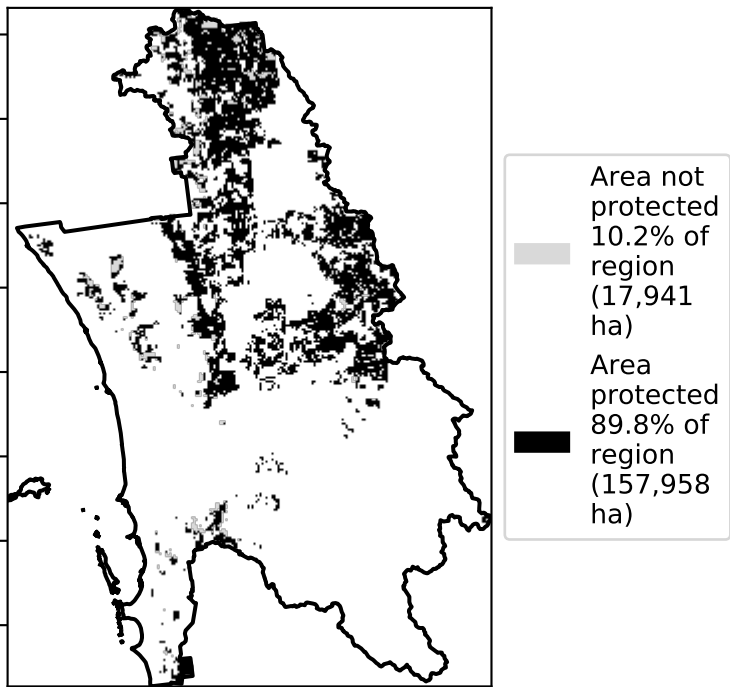 Area not
protected
10.2% of
region
(17,941
ha)
Area
protected
89.8% of
region
(157,958
ha)